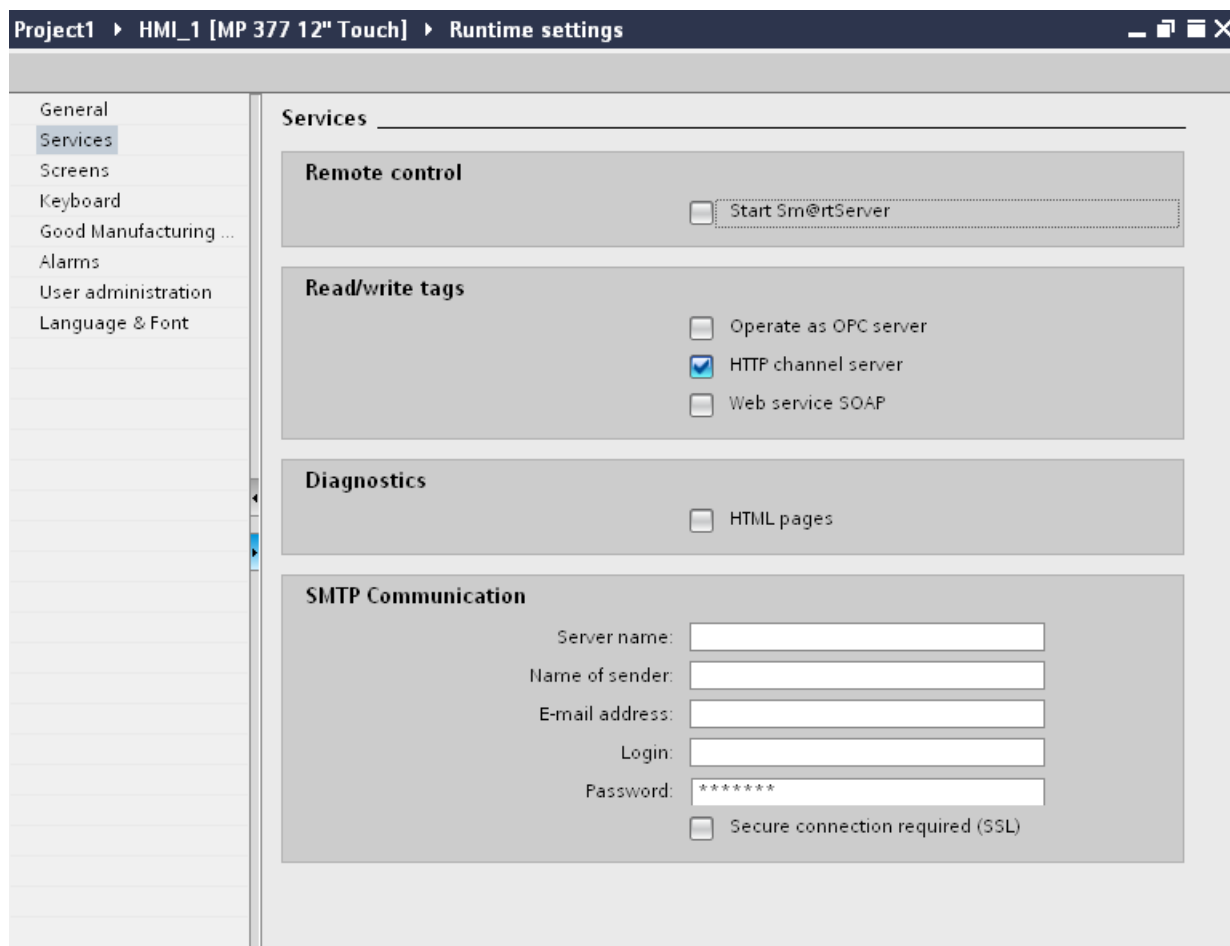 Project1 ▸ HMI_1 [MP 377 12" Touch] ▸ Runtime settings
General
Services
Screens
Keyboard
Good Manufacturing ...
Alarms
User administration
Language & Font
Services
Remote control
Start Sm@rtServer
Read/write tags
Operate as OPC server
HTTP channel server
Web service SOAP
Diagnostics
HTML pages
SMTP Communication
Server name:
Name of sender:
E-mail address:
Login:
Password: *******
Secure connection required (SSL)